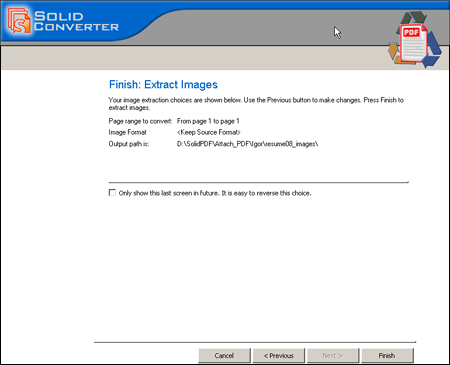 SOLID
CONVERTER
PDF
Finish: Extract Images
Your image extraction choices are shown below. Use the Previous button to make changes. Press Finish to
extract images.
Page range to convert: From page 1 to page 1
Image Format <Keep Source Format>
Output path is: D:\SolidPDF\Attach_PDF\Igor\resume08_images\
Only show this last screen in future. It is easy to reverse this choice.
Cancel < Previous Next > Finish